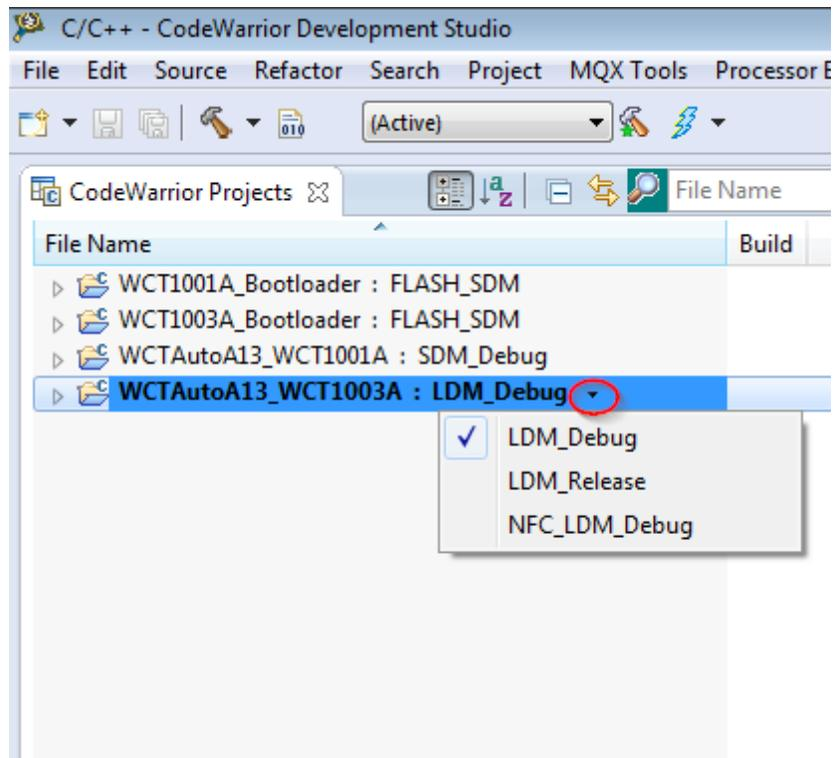 C/C++ - CodeWarrior Development Studio
File Edit Source Refactor Search Project MQX Tools Processor E
010 (Active)
CodeWarrior Projects File Name
File Name Build
WCT1001A_Bootloader : FLASH_SDM
WCT1003A_Bootloader : FLASH_SDM
WCTAutoA13_WCT1001A : SDM_Debug
WCTAutoA13_WCT1003A : LDM_Debug
LDM_Debug
LDM_Release
NFC_LDM_Debug